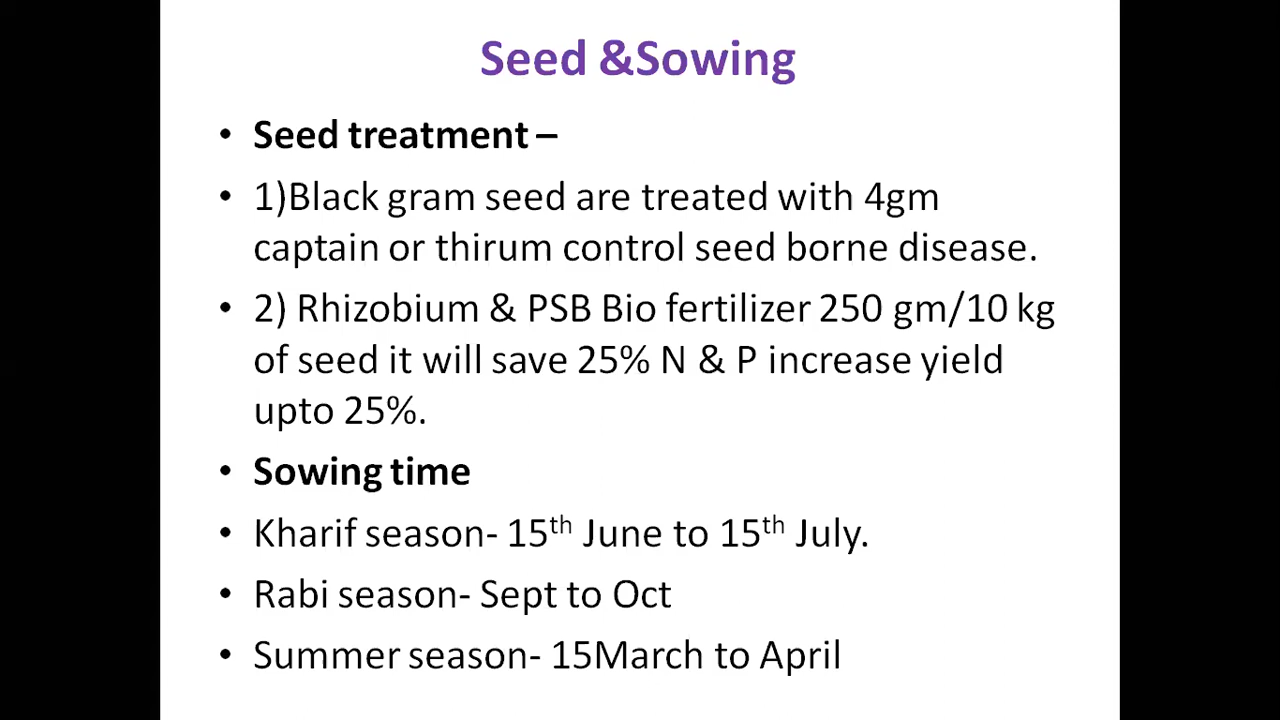 Seed &Sowing
• Seed treatment –
• 1)Black gram seed are treated with 4gm
captain or thirum control seed borne disease.
• 2) Rhizobium & PSB Bio fertilizer 250 gm/10 kg
of seed it will save 25% N & P increase yield
upto 25%.
• Sowing time
• Kharif season- 15th June to 15th July.
• Rabi season- Sept to Oct
• Summer season- 15March to April